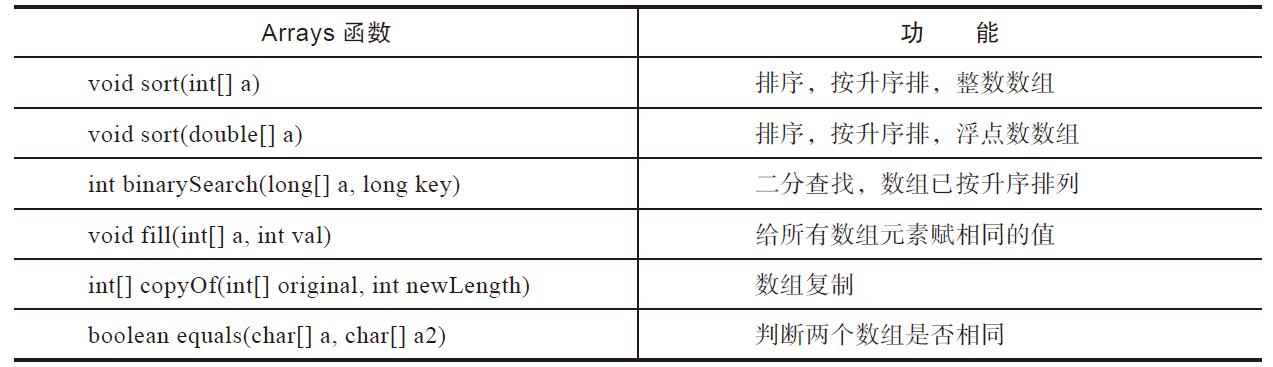 Arrays 函数 功 能
void sort(int[] a) 排序，按升序排，整数数组
void sort(double[] a) 排序，按升序排，浮点数数组
int binarySearch(long[] a, long key) 二分查找，数组已按升序排列
void fill(int[] a, int val) 给所有数组元素赋相同的值
int[] copyOf(int[] original, int newLength) 数组复制
boolean equals(char[] a, char[] a2) 判断两个数组是否相同